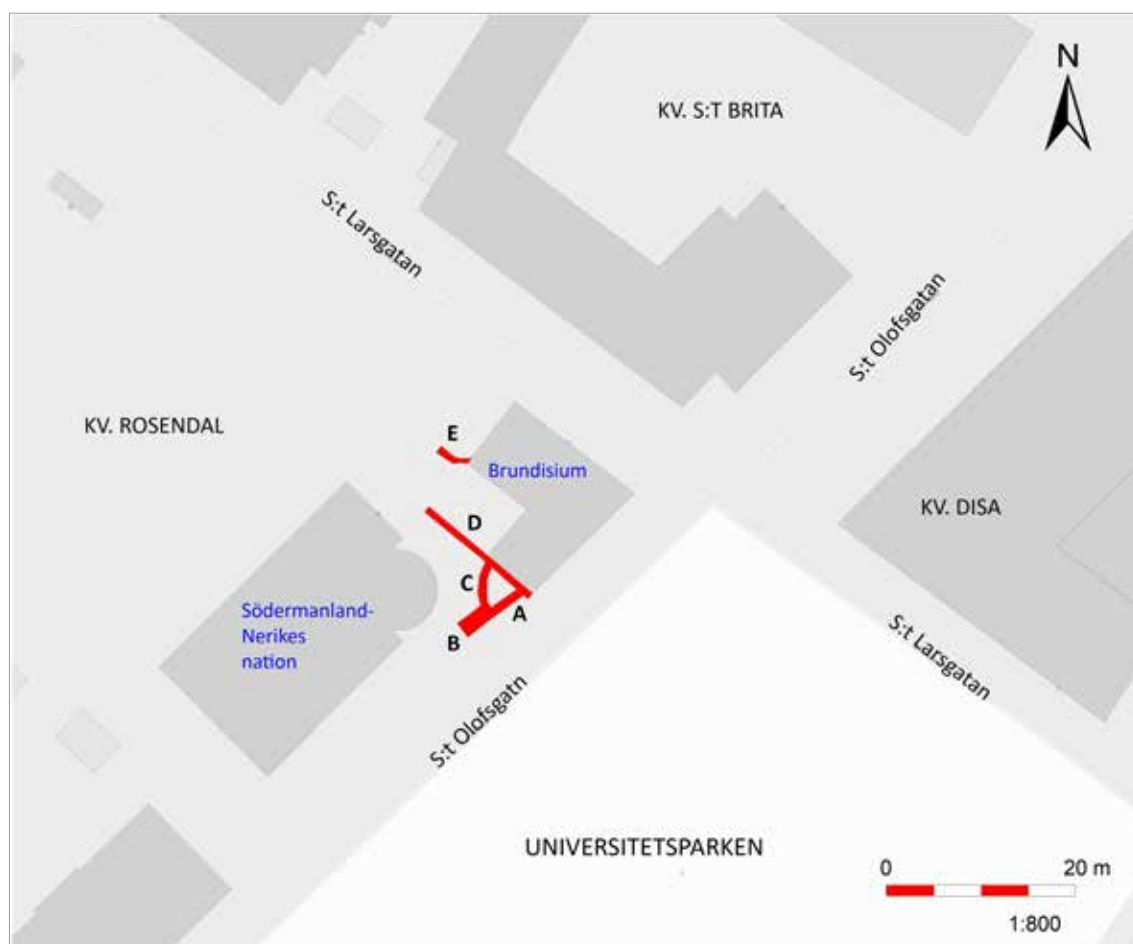 N
KV. S:T BRITA
S:t Larsgatan
S:t Olofsgatan
KV. ROSENDAL
E
Brundisium
KV. DISA
D
C
A
B
Södermanland-
Nerikes
nation
S:t Larsgatan
S:t Olofsgatn
UNIVERSITETSPARKEN
0 20 m
1:800